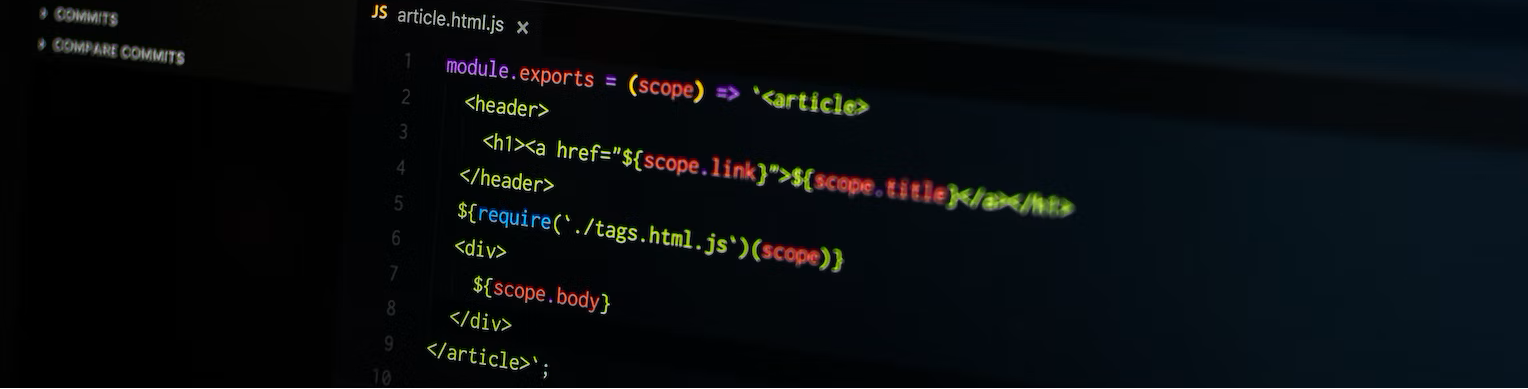 COMMITS
COMPARE COMMITS
JS article.html.js ×
1 module.exports = (scope) => `<article>
2 <header>
3 <h1><a href="${scope.link}">${scope.title}</a></h1>
4 </header>
5 ${require(`./tags.html.js`)(scope)}
6 <div>
7 ${scope.body}
8 </div>
9 </article>`;
10